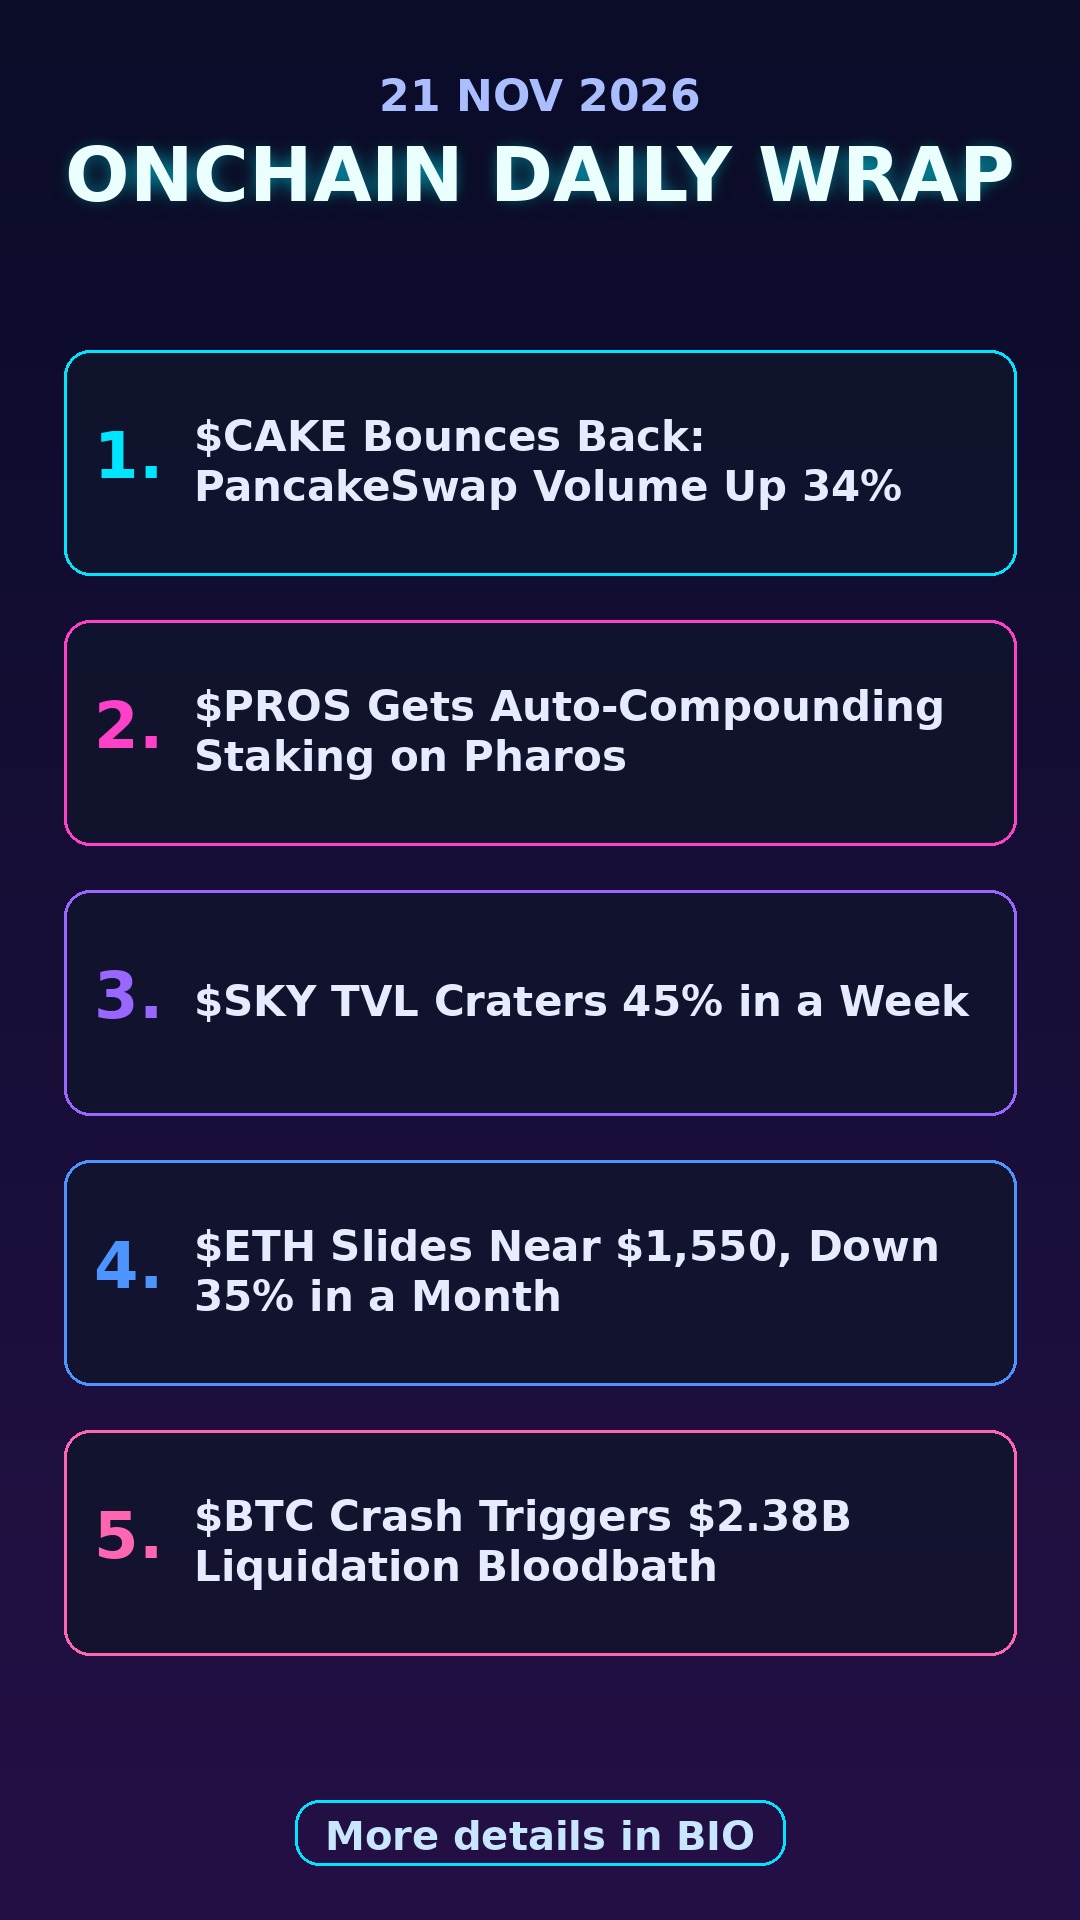 21 NOV 2026
ONCHAIN DAILY WRAP
1. $CAKE Bounces Back:
PancakeSwap Volume Up 34%
2. $PROS Gets Auto-Compounding
Staking on Pharos
3. $SKY TVL Craters 45% in a Week
4. $ETH Slides Near $1,550, Down
35% in a Month
5. $BTC Crash Triggers $2.38B
Liquidation Bloodbath
More details in BIO